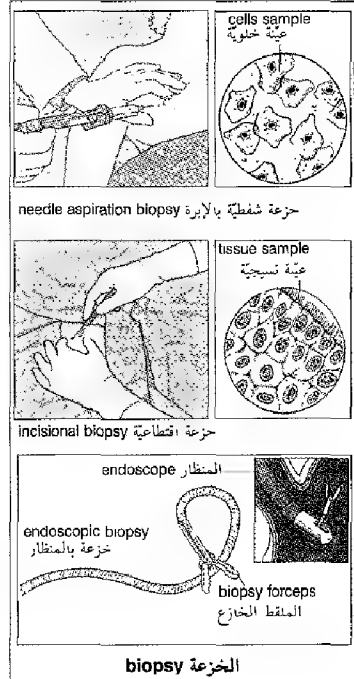 cells sample
عيّنة خلويّة
needle aspiration biopsy حزعة شفطيّة بالإبرة
tissue sample
عيّنة نسيجيّة
incisional biopsy حزعة اقتطاعيّة
endoscope المنظار
endoscopic biopsy
خزعة بالمنظار
biopsy forceps
الملقط الخازع
biopsy الخزعة